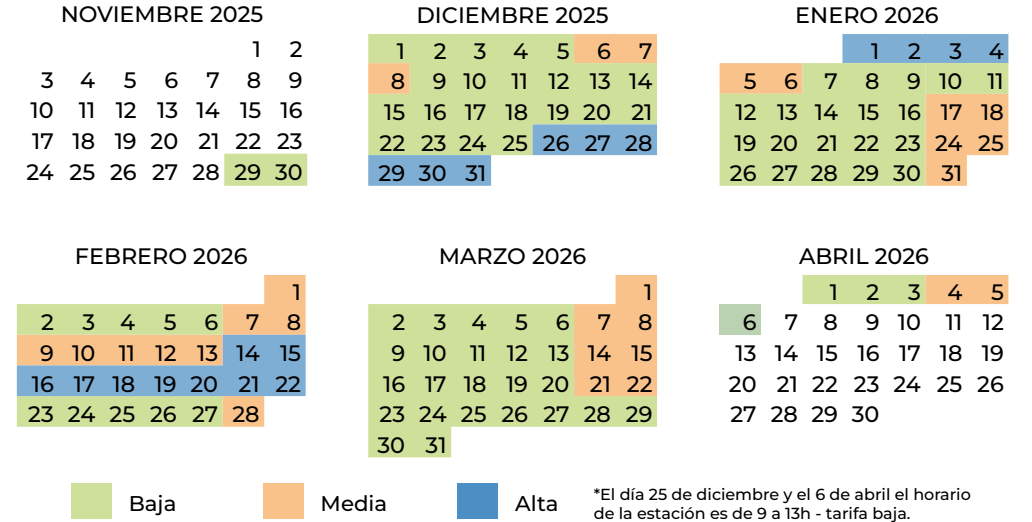 NOVIEMBRE 2025
1 2
3 4 5 6 7 8 9
10 11 12 13 14 15 16
17 18 19 20 21 22 23
24 25 26 27 28 29 30
DICIEMBRE 2025
1 2 3 4 5 6 7
8 9 10 11 12 13 14
15 16 17 18 19 20 21
22 23 24 25 26 27 28
29 30 31
ENERO 2026
1 2 3 4
5 6 7 8 9 10 11
12 13 14 15 16 17 18
19 20 21 22 23 24 25
26 27 28 29 30 31
FEBRERO 2026
1
2 3 4 5 6 7 8
9 10 11 12 13 14 15
16 17 18 19 20 21 22
23 24 25 26 27 28
MARZO 2026
1
2 3 4 5 6 7 8
9 10 11 12 13 14 15
16 17 18 19 20 21 22
23 24 25 26 27 28 29
30 31
ABRIL 2026
1 2 3 4 5
6 7 8 9 10 11 12
13 14 15 16 17 18 19
20 21 22 23 24 25 26
27 28 29 30
Baja
Media
Alta
*El día 25 de diciembre y el 6 de abril el horario
de la estación es de 9 a 13h - tarifa baja.